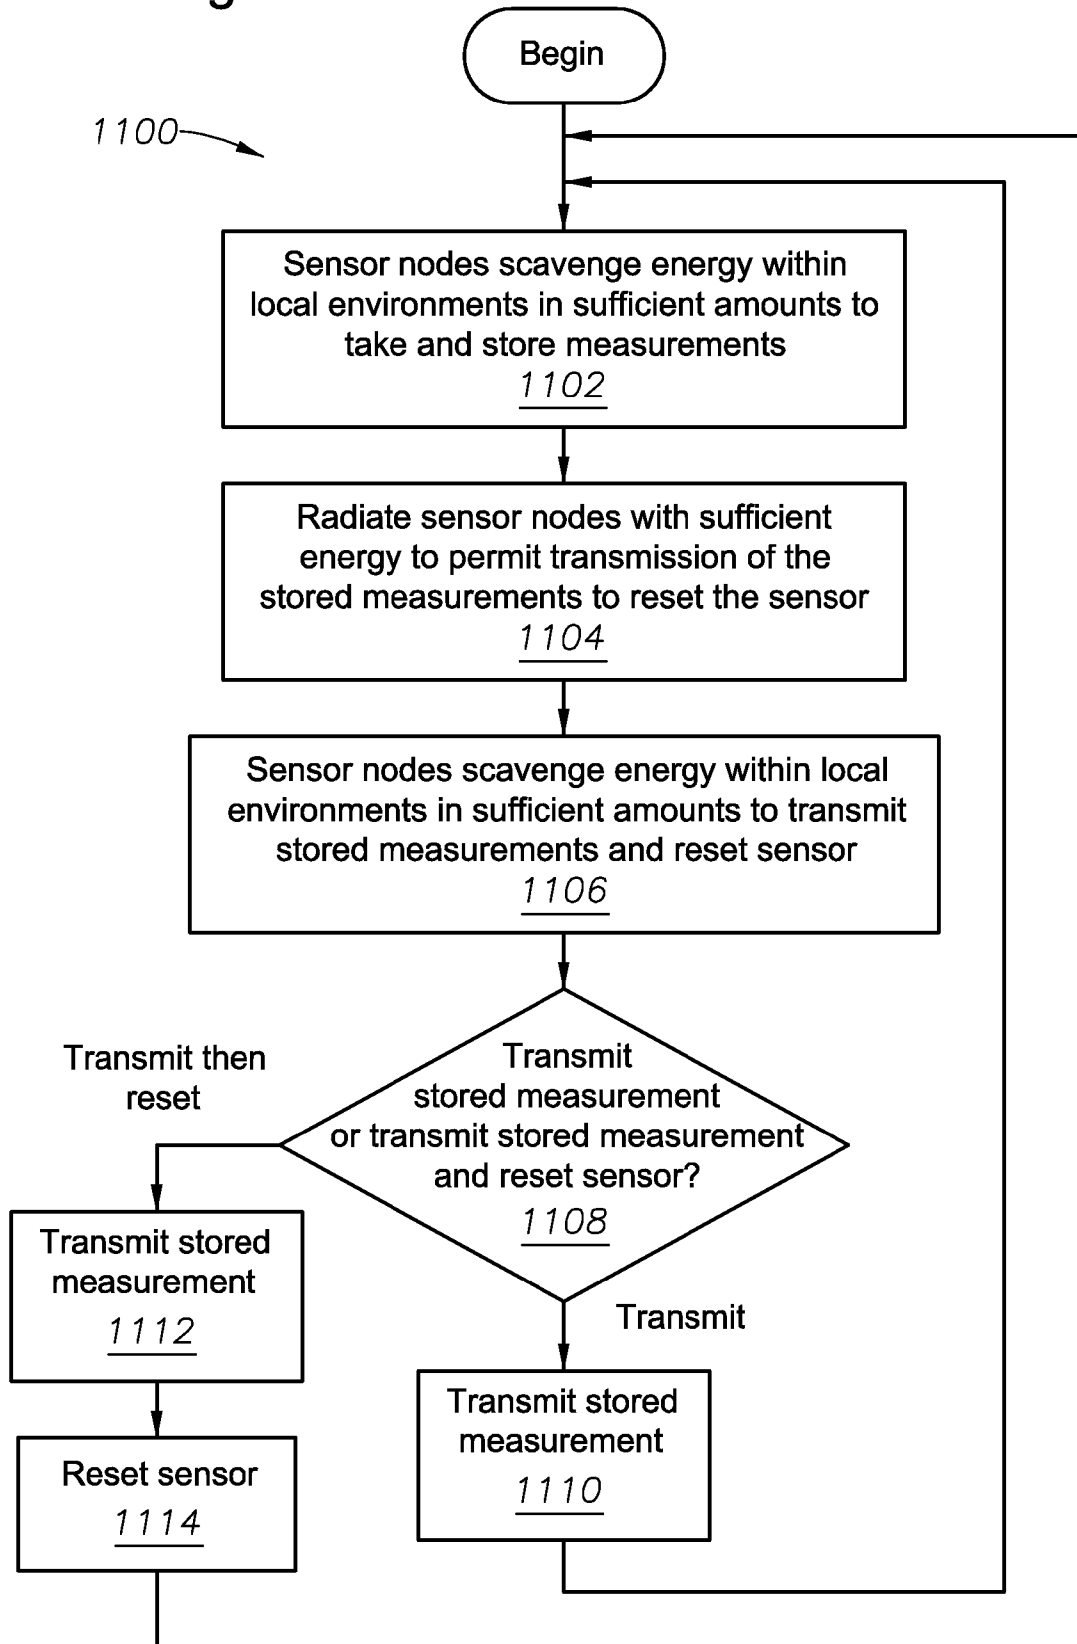 Begin
1100
Sensor nodes scavenge energy within
local environments in sufficient amounts to
take and store measurements
1102
Radiate sensor nodes with sufficient
energy to permit transmission of the
stored measurements to reset the sensor
1104
Sensor nodes scavenge energy within local
environments in sufficient amounts to transmit
stored measurements and reset sensor
1106
Transmit
stored measurement
or transmit stored measurement
and reset sensor?
1108
Transmit then
reset
Transmit stored
measurement
1112
Reset sensor
1114
Transmit
Transmit stored
measurement
1110